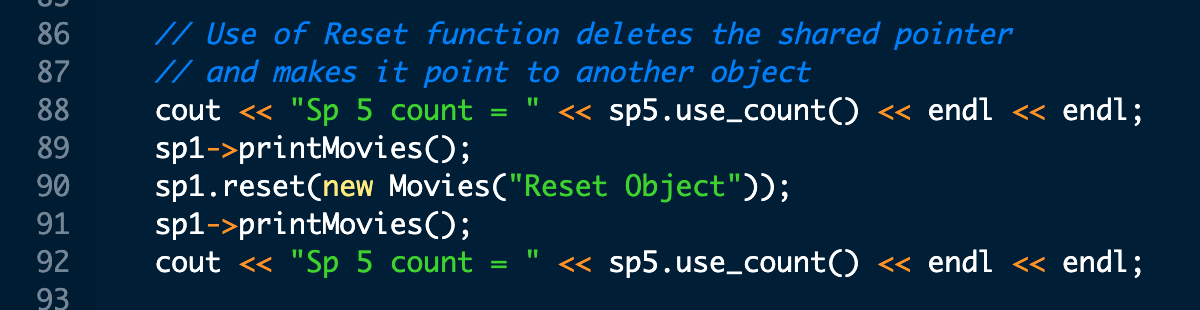 86 // Use of Reset function deletes the shared pointer
87 // and makes it point to another object
88 cout << "Sp 5 count = " << sp5.use_count() << endl << endl;
89 sp1->printMovies();
90 sp1.reset(new Movies("Reset Object"));
91 sp1->printMovies();
92 cout << "Sp 5 count = " << sp5.use_count() << endl << endl;
93